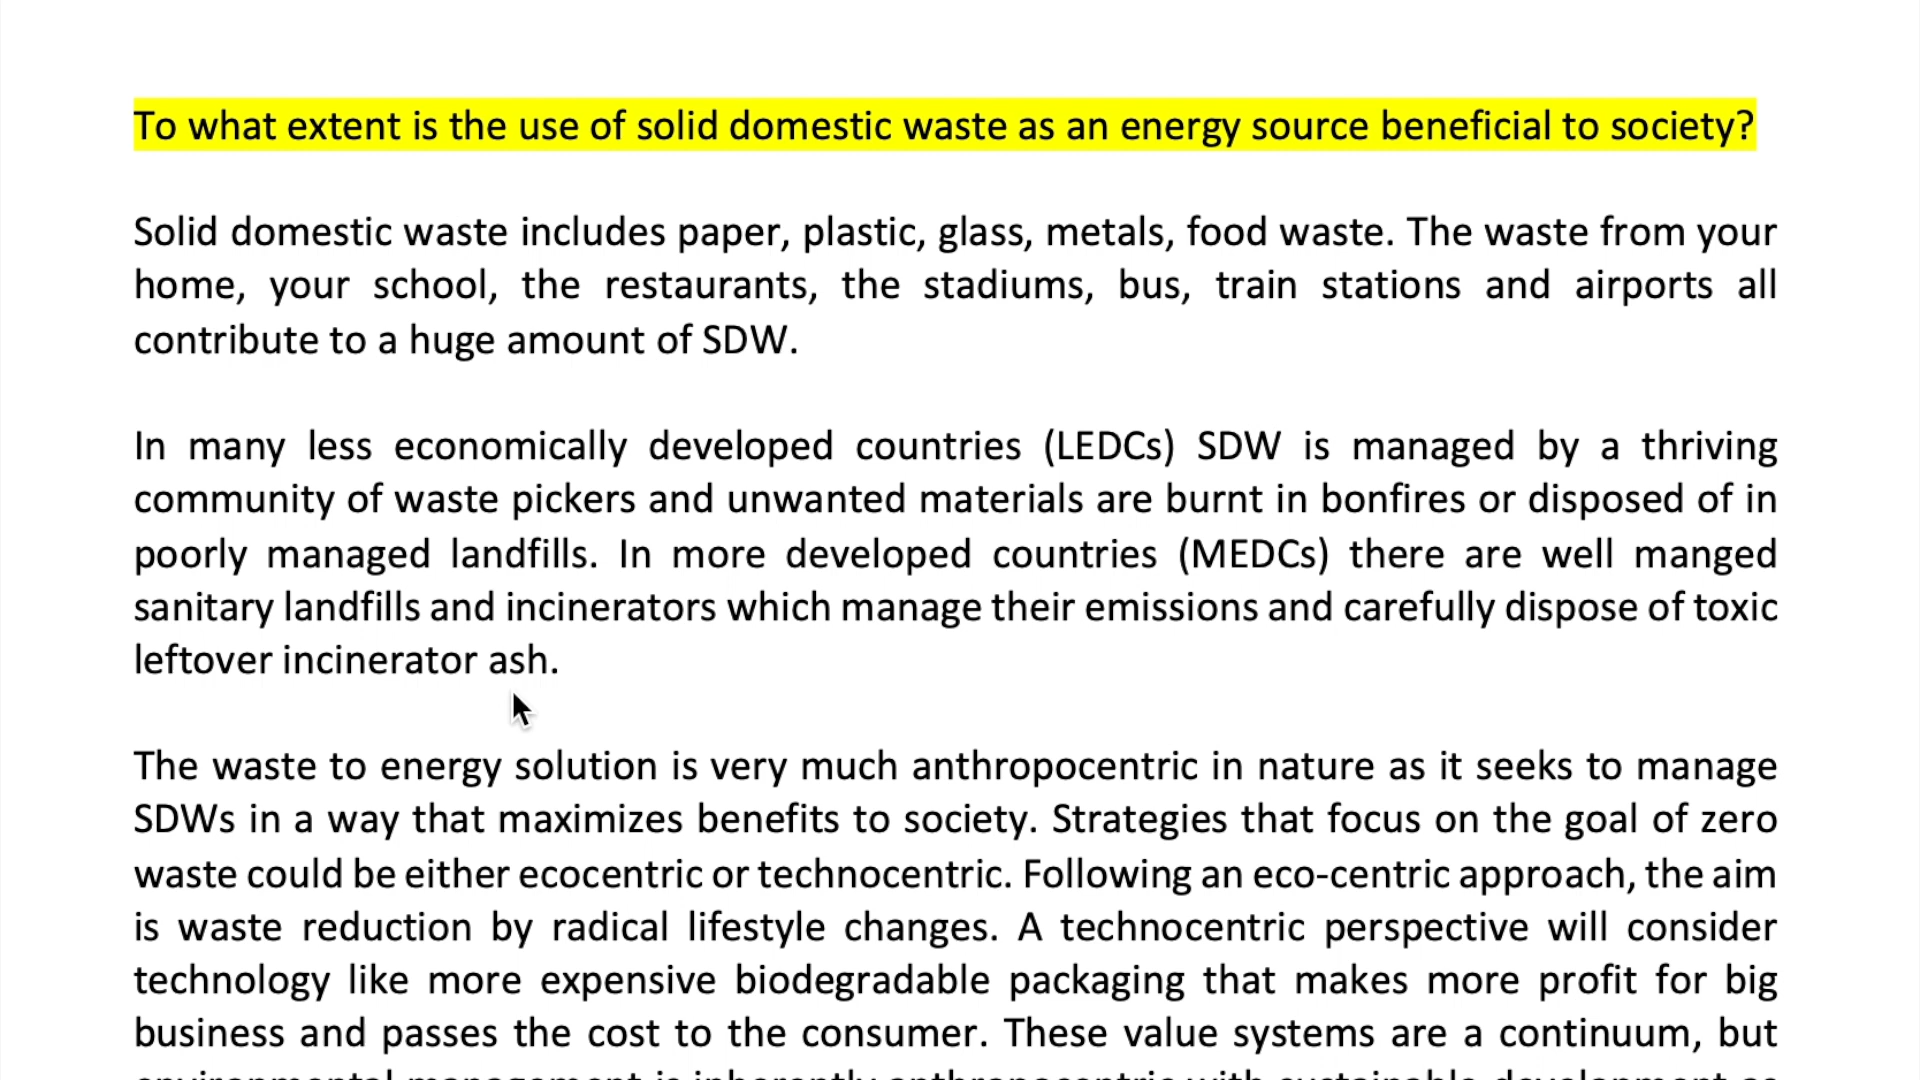 To what extent is the use of solid domestic waste as an energy source beneficial to society?
Solid domestic waste includes paper, plastic, glass, metals, food waste. The waste from your
home, your school, the restaurants, the stadiums, bus, train stations and airports all
contribute to a huge amount of SDW.
In many less economically developed countries (LEDCs) SDW is managed by a thriving
community of waste pickers and unwanted materials are burnt in bonfires or disposed of in
poorly managed landfills. In more developed countries (MEDCs) there are well manged
sanitary landfills and incinerators which manage their emissions and carefully dispose of toxic
leftover incinerator ash.
The waste to energy solution is very much anthropocentric in nature as it seeks to manage
SDWs in a way that maximizes benefits to society. Strategies that focus on the goal of zero
waste could be either ecocentric or technocentric. Following an eco-centric approach, the aim
is waste reduction by radical lifestyle changes. A technocentric perspective will consider
technology like more expensive biodegradable packaging that makes more profit for big
business and passes the cost to the consumer. These value systems are a continuum, but
environmental management is inherently anthropocentric with sustainable development as